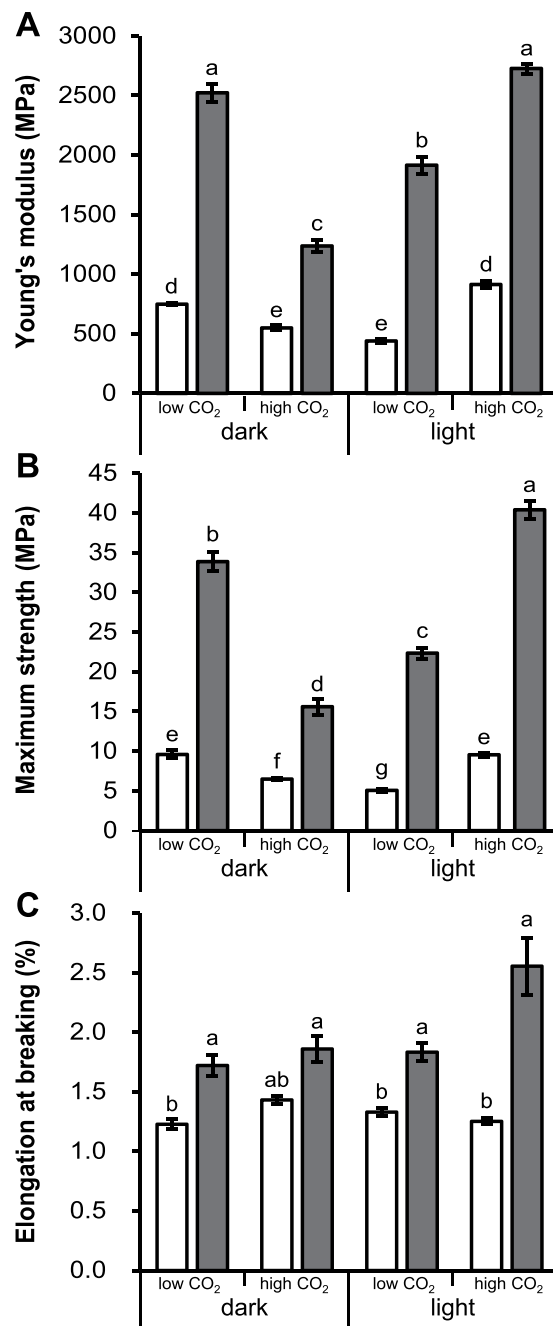 A
Young's modulus (MPa)
3000
2500
2000
1500
1000
500
0
d
a
e
c
e
b
d
a
low CO₂ high CO₂ low CO₂ high CO₂
dark light
B
Maximum strength (MPa)
45
40
35
30
25
20
15
10
5
0
e
b
f
d
g
c
e
a
low CO₂ high CO₂ low CO₂ high CO₂
dark light
C
Elongation at breaking (%)
3.0
2.5
2.0
1.5
1.0
0.5
0.0
b
a
ab
a
b
a
b
a
low CO₂ high CO₂ low CO₂ high CO₂
dark light